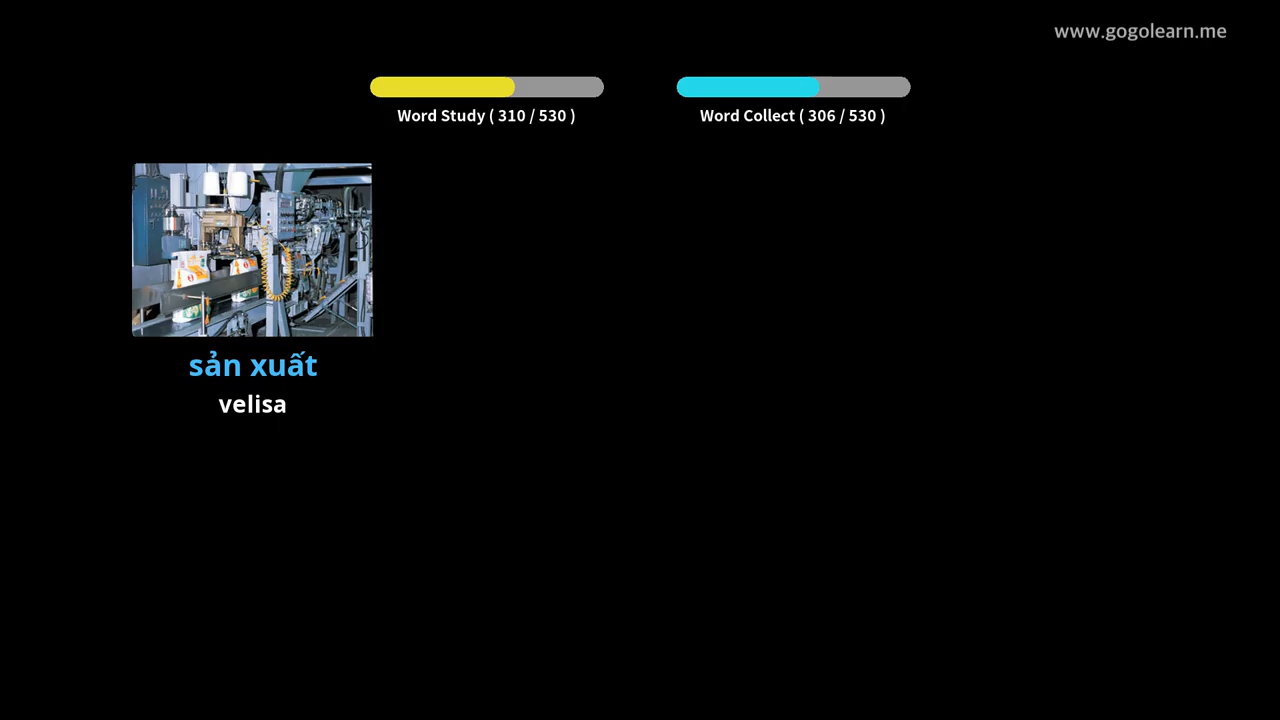 www.gogolearn.me
Word Study ( 310 / 530 )
Word Collect ( 306 / 530 )
sản xuất
velisa